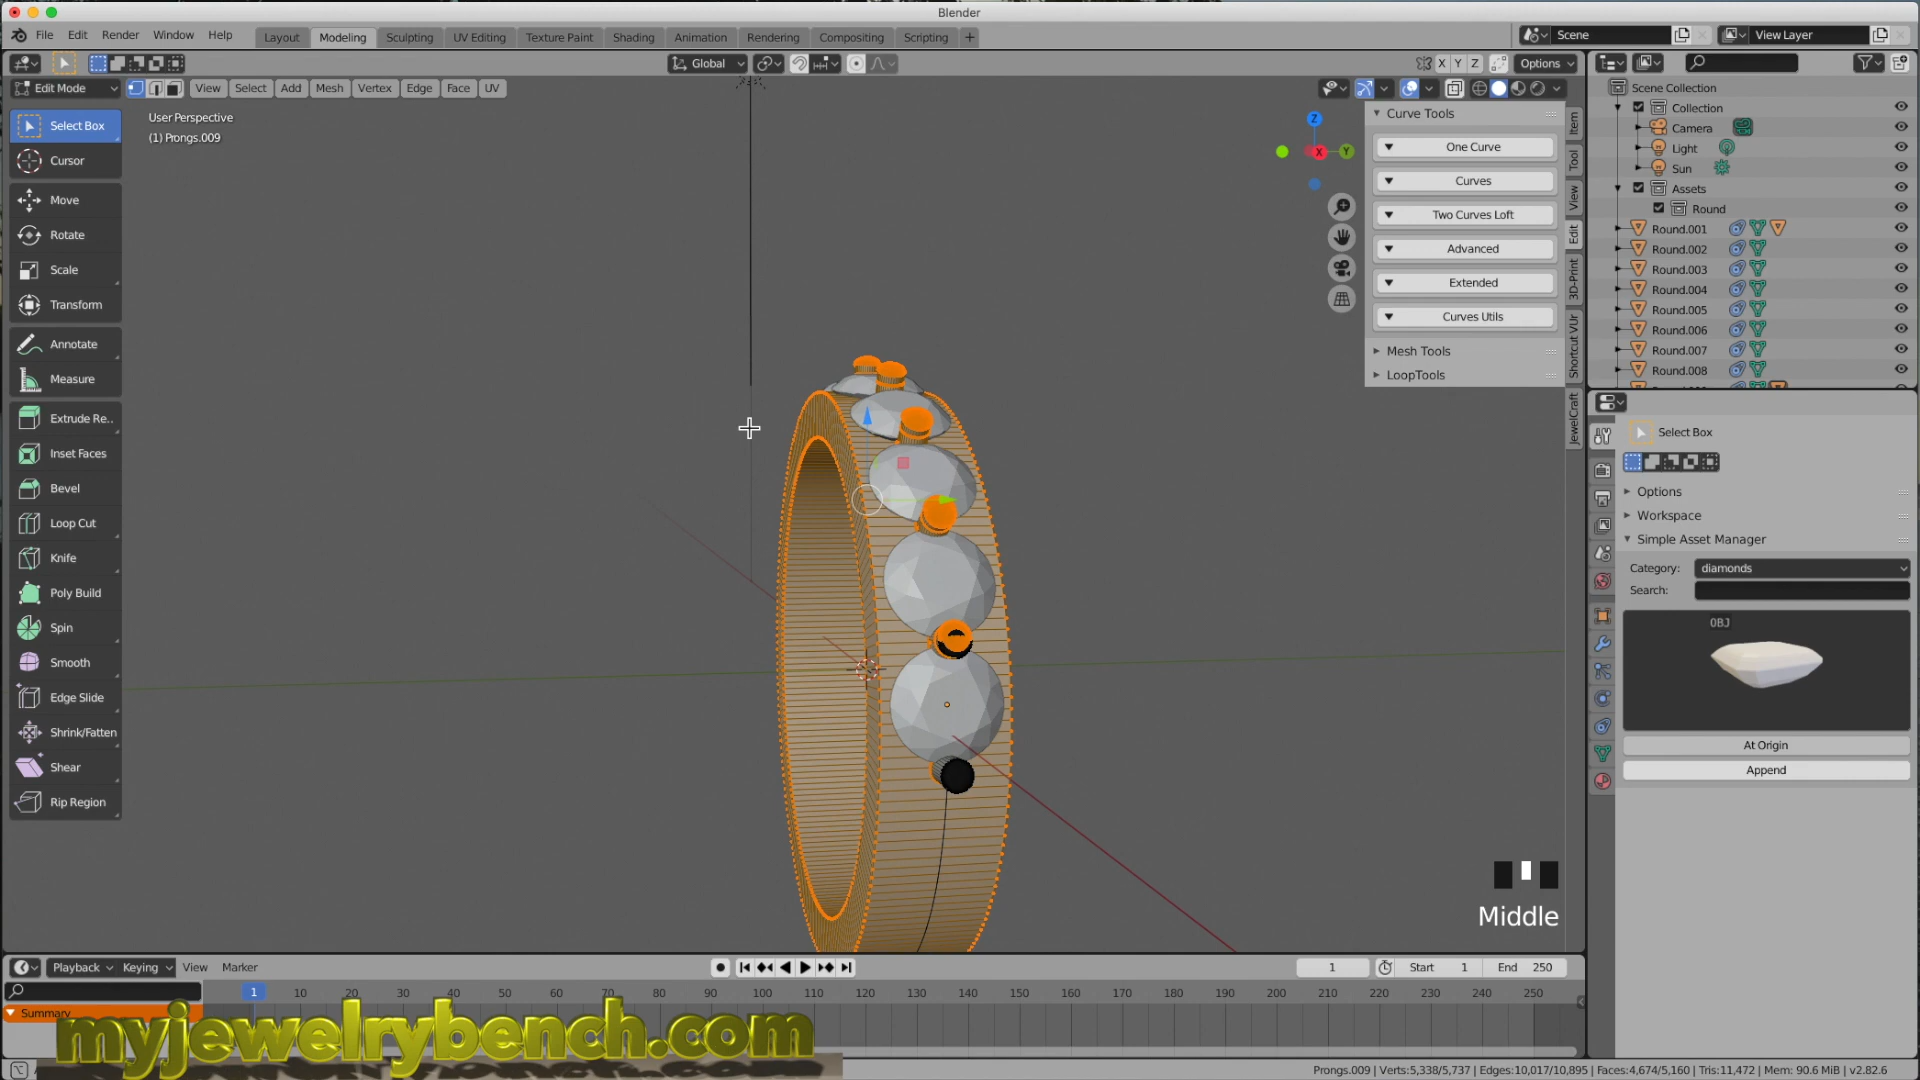 Blender
File Edit Render Window Help
Layout Modeling Sculpting UV Editing Texture Paint Shading Animation Rendering Compositing Scripting +
Scene
View Layer
Global
X Y Z
Options
Edit Mode View Select Add Mesh Vertex Edge Face UV
User Perspective
(1) Prongs.009
Select Box
Cursor
Move
Rotate
Scale
Transform
Annotate
Measure
Extrude Re..
Inset Faces
Bevel
Loop Cut
Knife
Poly Build
Spin
Smooth
Edge Slide
Shrink/Fatten
Shear
Rip Region
Z
X
Y
Curve Tools
One Curve
Curves
Two Curves Loft
Advanced
Extended
Curves Utils
Mesh Tools
LoopTools
Item
Tool
View
Edit
3D-Print
Shortcut VUr
JewelCraft
Scene Collection
Collection
Camera
Light
Sun
Assets
Round
Round.001
Round.002
Round.003
Round.004
Round.005
Round.006
Round.007
Round.008
Select Box
Options
Workspace
Simple Asset Manager
Category: diamonds
Search:
OBJ
At Origin
Append
Middle
Playback Keying View Marker
1 Start 1 End 250
1 10 20 30 40 50 60 70 80 90 100 110 120 130 140 150 160 170 180 190 200 210 220 230 240 250
Summary
myjewelrybench.com
Prongs.009 | Verts:5,338/5,737 | Edges:10,017/10,895 | Faces:4,674/5,160 | Tris:11,472 | Mem: 90.6 MiB | v2.82.6